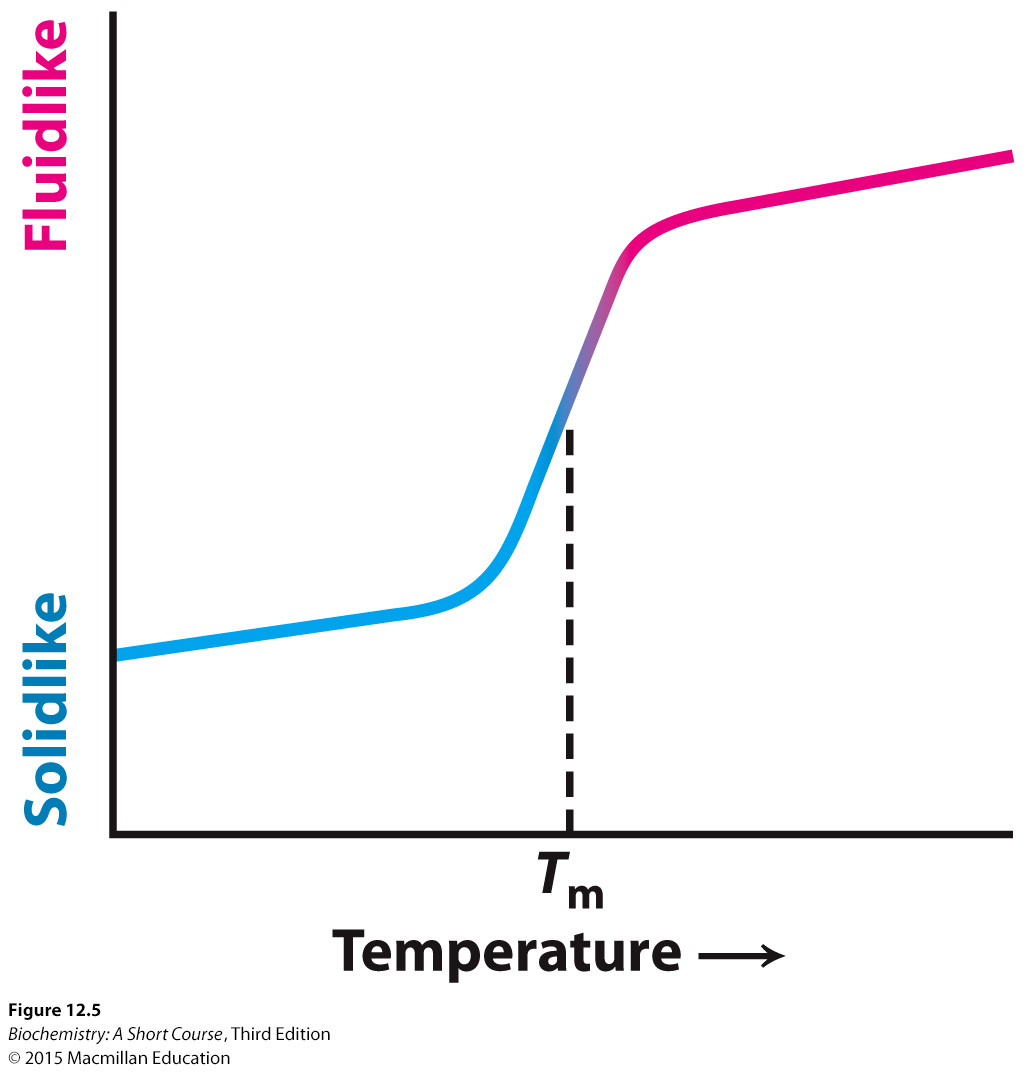 Fluidlike
Solidlike
Tm
Temperature →
Figure 12.5
Biochemistry: A Short Course, Third Edition
© 2015 Macmillan Education